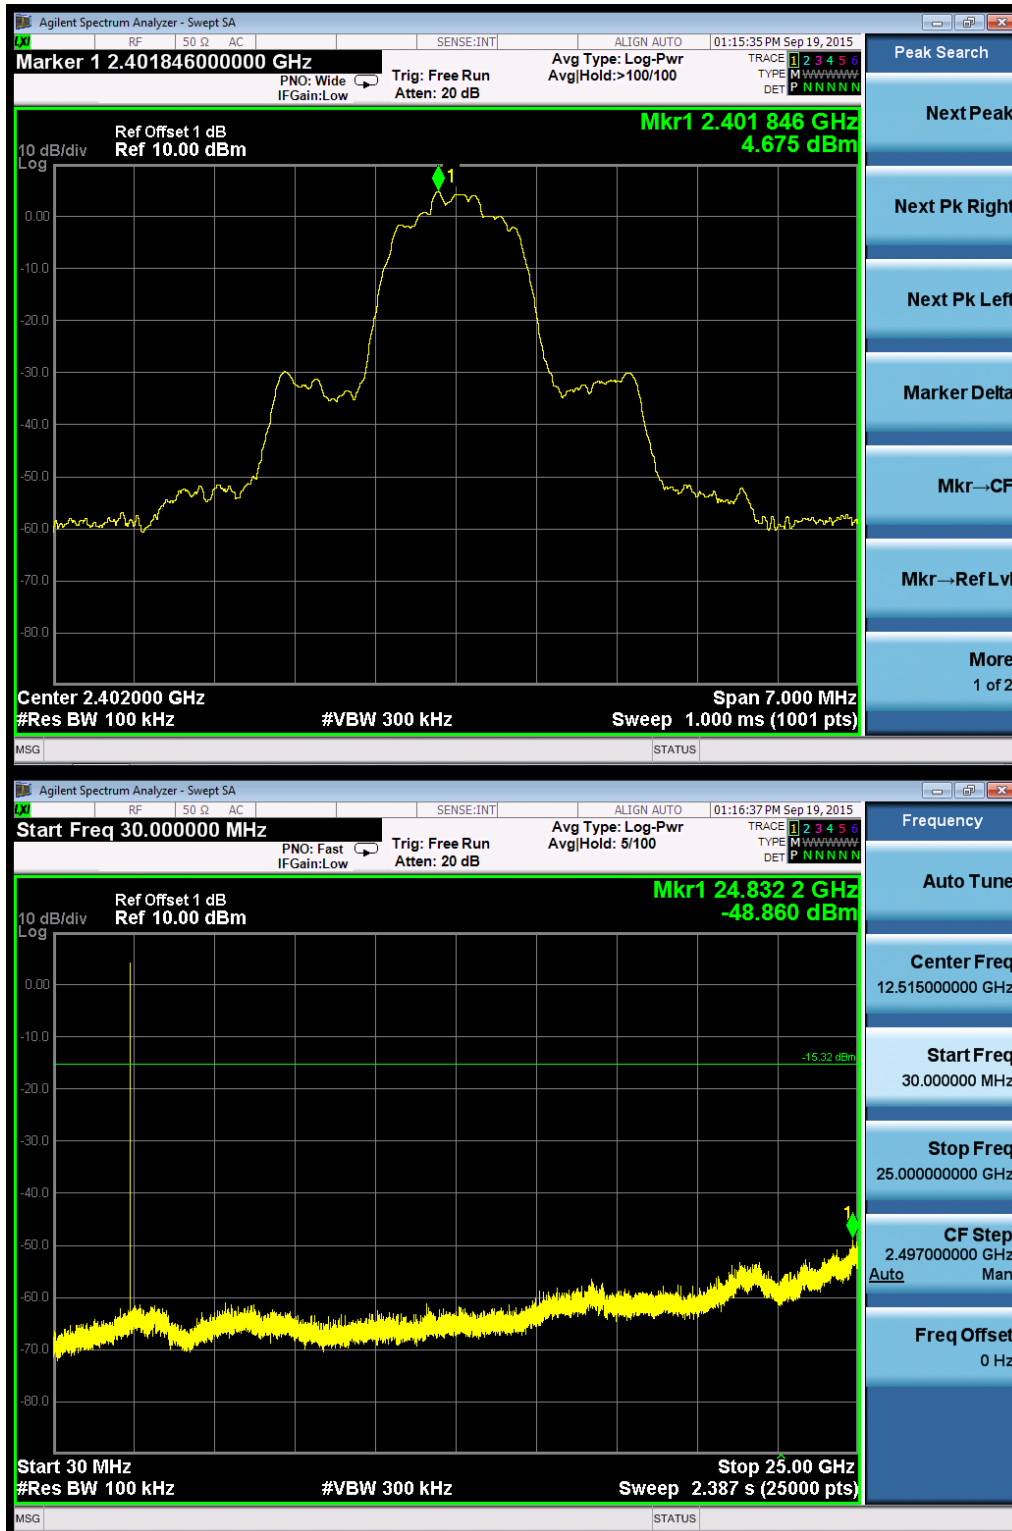 Agilent Spectrum Analyzer - Swept SA
LXI RF 50 Ω AC SENSE:INT ALIGN AUTO 01:15:35 PM Sep 19, 2015
Marker 1 2.401846000000 GHz
PNO: Wide
IFGain:Low
Trig: Free Run
Atten: 20 dB
Avg Type: Log-Pwr
Avg|Hold:>100/100
TRACE 1 2 3 4 5 6
TYPE M WWWWW
DET P N N N N N
Peak Search
Mkr1 2.401 846 GHz
4.675 dBm
Ref Offset 1 dB
10 dB/div Ref 10.00 dBm
Log
1
0.00
-10.0
-20.0
-30.0
-40.0
-50.0
-60.0
-70.0
-80.0
Center 2.402000 GHz Span 7.000 MHz
#Res BW 100 kHz #VBW 300 kHz Sweep 1.000 ms (1001 pts)
MSG STATUS
Next Peak
Next Pk Right
Next Pk Left
Marker Delta
Mkr→CF
Mkr→Ref Lvl
More
1 of 2
Agilent Spectrum Analyzer - Swept SA
LXI RF 50 Ω AC SENSE:INT ALIGN AUTO 01:16:37 PM Sep 19, 2015
Start Freq 30.000000 MHz
PNO: Fast
IFGain:Low
Trig: Free Run
Atten: 20 dB
Avg Type: Log-Pwr
Avg|Hold: 5/100
TRACE 1 2 3 4 5 6
TYPE M WWWWW
DET P N N N N N
Frequency
Mkr1 24.832 2 GHz
-48.860 dBm
Ref Offset 1 dB
10 dB/div Ref 10.00 dBm
Log
0.00
-10.0
-15.32 dBm
-20.0
-30.0
-40.0
1
-50.0
-60.0
-70.0
-80.0
Start 30 MHz Stop 25.00 GHz
#Res BW 100 kHz #VBW 300 kHz Sweep 2.387 s (25000 pts)
MSG STATUS
Auto Tune
Center Freq
12.515000000 GHz
Start Freq
30.000000 MHz
Stop Freq
25.000000000 GHz
CF Step
2.497000000 GHz
Auto Man
Freq Offset
0 Hz